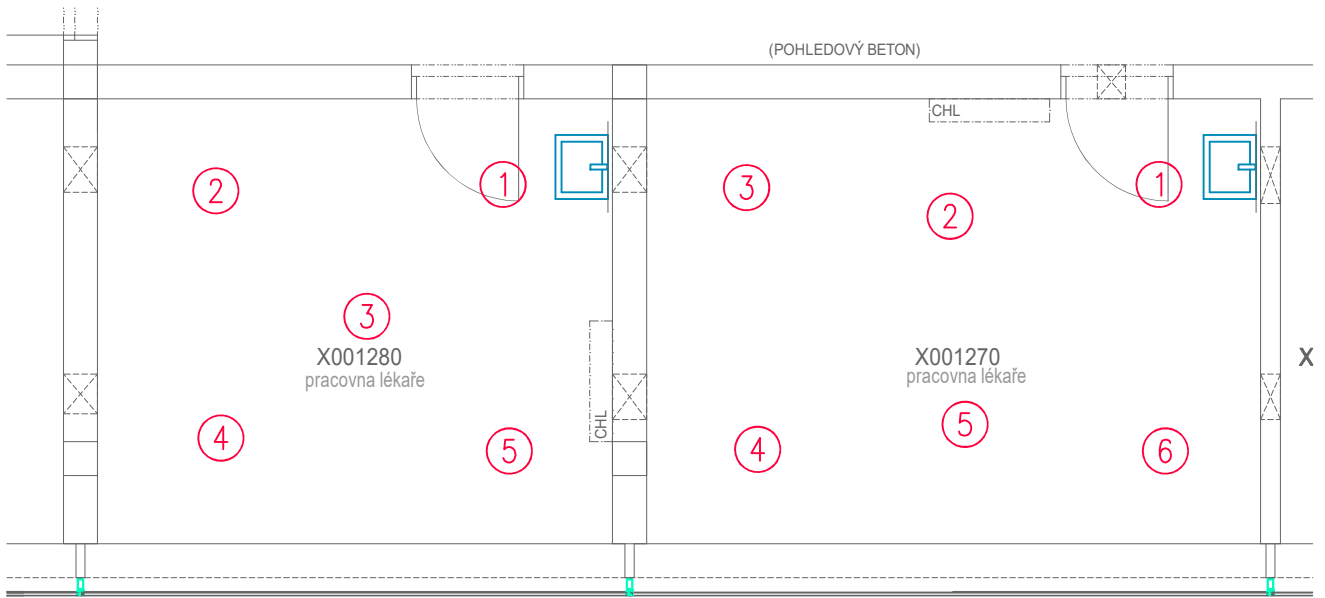 (POHLEDOVÝ BETON)
CHL
2
1
3
2
1
3
X001280
pracovna lékaře
X001270
pracovna lékaře
X
CHL
4
5
4
5
6